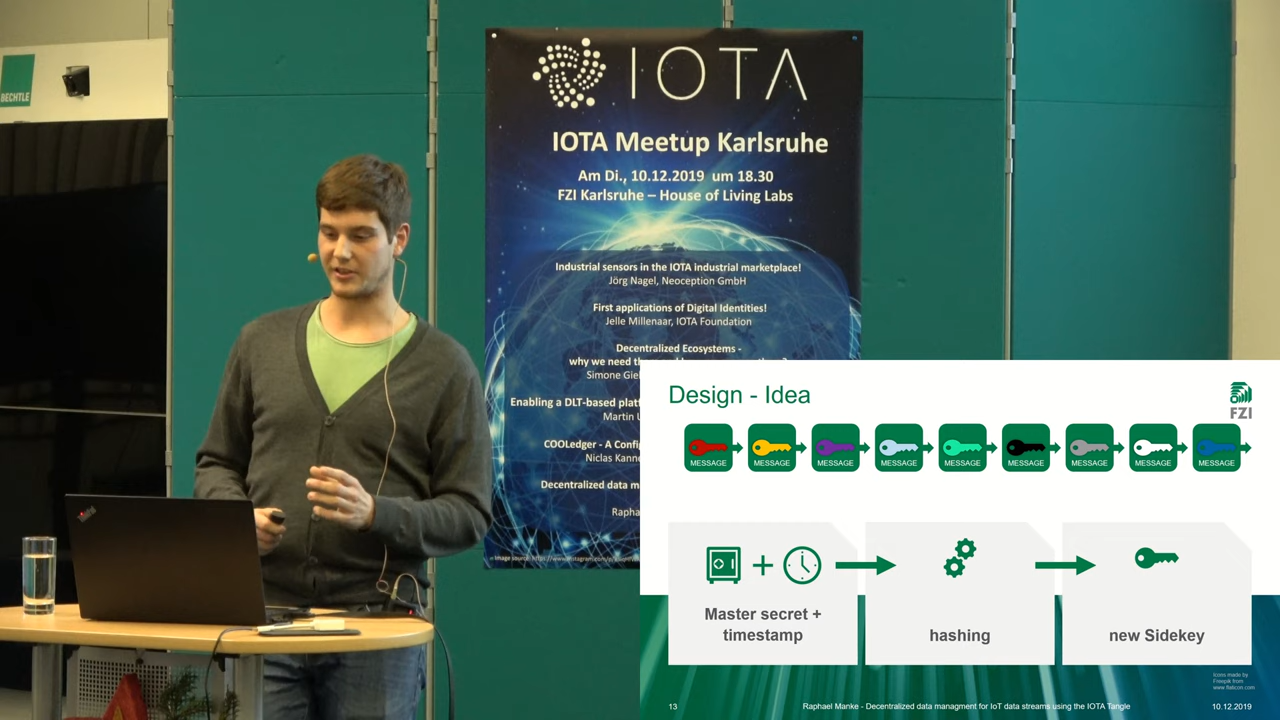 BECHTLE
IOTA
IOTA Meetup Karlsruhe
Am Di., 10.12.2019 um 18.30
FZI Karlsruhe – House of Living Labs
Industrial sensors in the IOTA industrial marketplace!
Jörg Nagel, Neoception GmbH
First applications of Digital Identities!
Jelle Millenaar, IOTA Foundation
Decentralized Ecosystems -
why we need
Simone
Enabling a DLT-based
Martin
COOLedger - A
Niclas
Decentralized data
ThinkPad
Design - Idea
FZI
MESSAGE MESSAGE MESSAGE MESSAGE MESSAGE MESSAGE MESSAGE MESSAGE MESSAGE
Master secret +
timestamp
hashing
new Sidekey
Icons made by
Freepik from
www.flaticon.com
13
Raphael Manke - Decentralized data managment for IoT data streams using the IOTA Tangle
10.12.2019